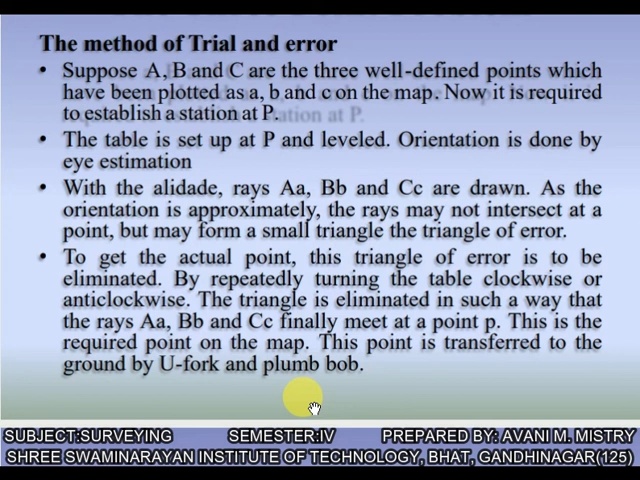 The method of Trial and error
• Suppose A, B and C are the three well-defined points which
have been plotted as a, b and c on the map. Now it is required
to establish a station at P.
• The table is set up at P and leveled. Orientation is done by
eye estimation
• With the alidade, rays Aa, Bb and Cc are drawn. As the
orientation is approximately, the rays may not intersect at a
point, but may form a small triangle the triangle of error.
• To get the actual point, this triangle of error is to be
eliminated. By repeatedly turning the table clockwise or
anticlockwise. The triangle is eliminated in such a way that
the rays Aa, Bb and Cc finally meet at a point p. This is the
required point on the map. This point is transferred to the
ground by U-fork and plumb bob.
SUBJECT:SURVEYING SEMESTER:IV PREPARED BY: AVANI M. MISTRY
SHREE SWAMINARAYAN INSTITUTE OF TECHNOLOGY, BHAT, GANDHINAGAR(125)